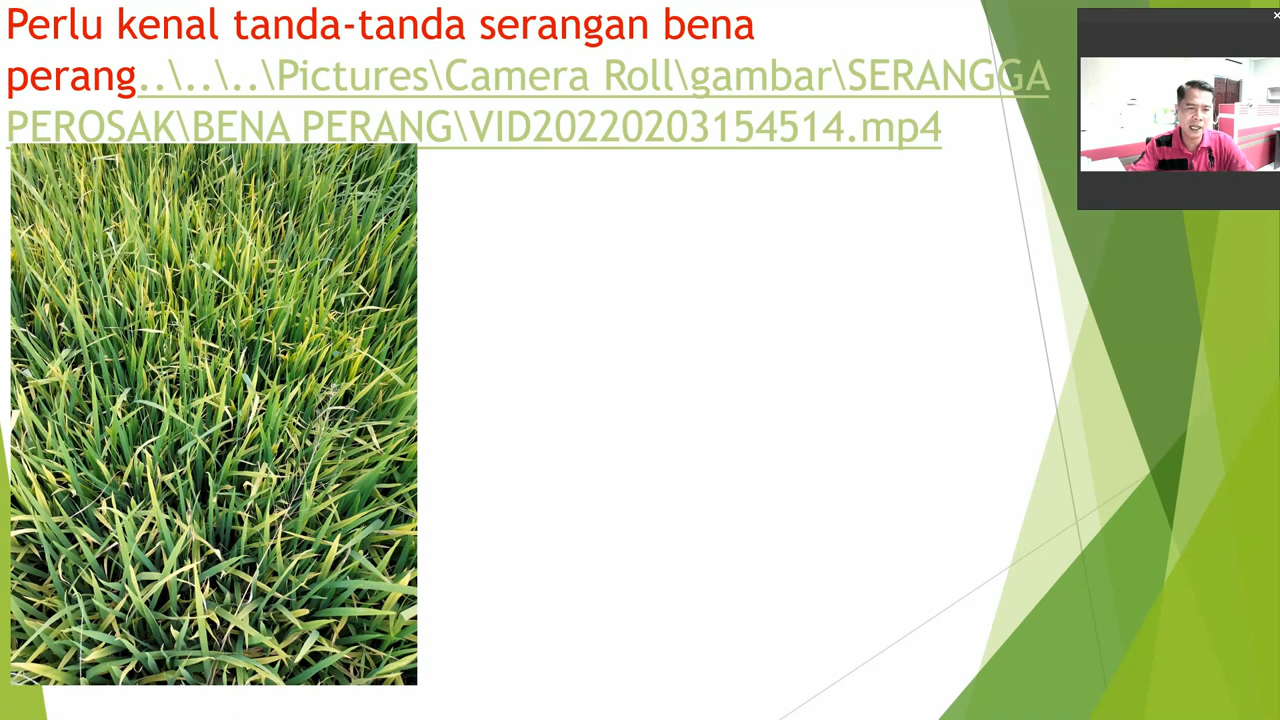 Perlu kenal tanda-tanda serangan bena
perang..\..\..\Pictures\Camera Roll\gambar\SERANGGA
PEROSAK\BENA PERANG\VID20220203154514.mp4